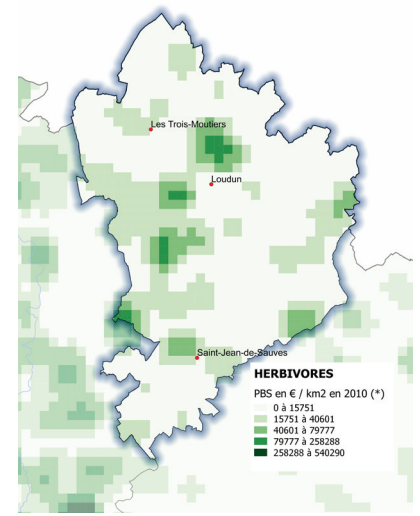 Les Trois-Moutiers
Loudun
Saint-Jean-de-Sauves
HERBIVORES
PBS en € / km2 en 2010 (*)
0 à 15751
15751 à 40601
40601 à 79777
79777 à 258288
258288 à 540290